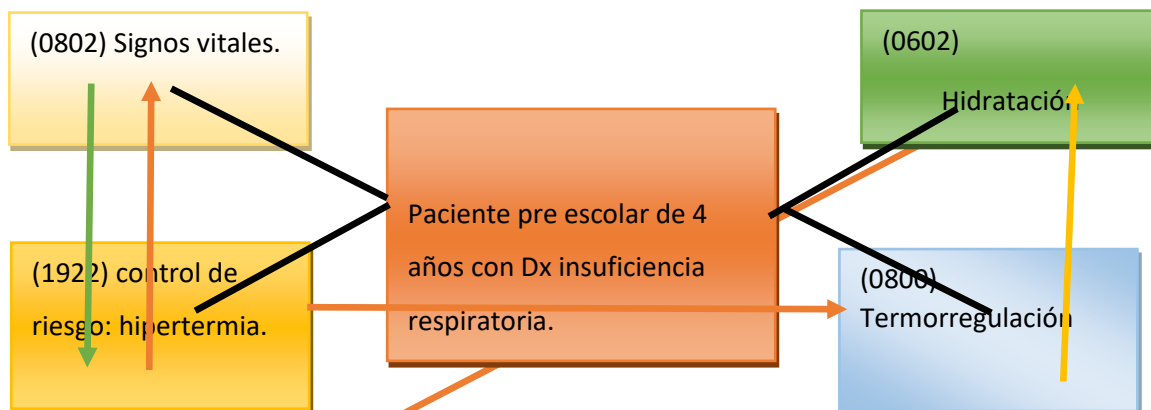 (0802) Signos vitales.
(0602)
Hidratación
Paciente pre escolar de 4
años con Dx insuficiencia
respiratoria.
(1922) control de
riesgo: hipertermia.
(0800)
Termorregulación